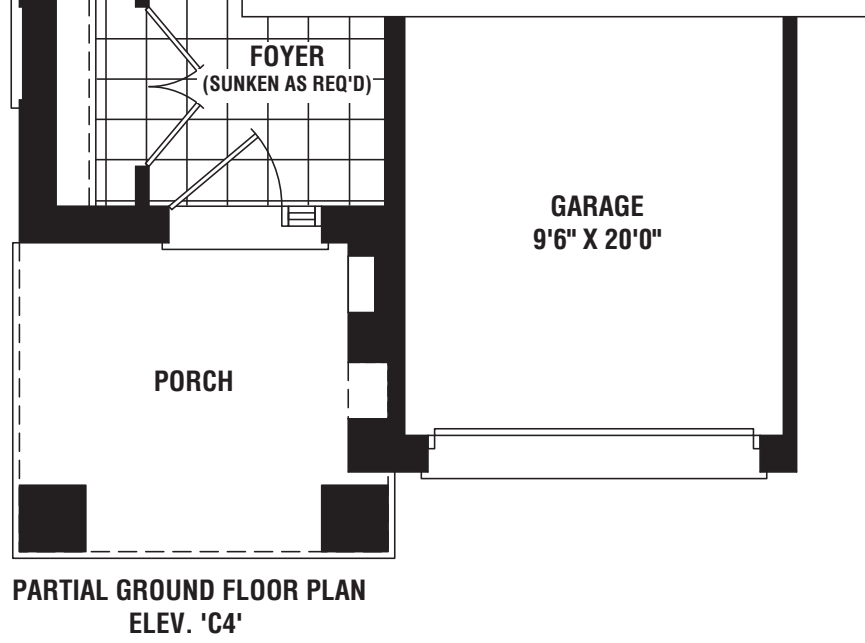 FOYER
(SUNKEN AS REQ'D)
GARAGE
9'6" X 20'0"
PORCH
PARTIAL GROUND FLOOR PLAN
ELEV. 'C4'